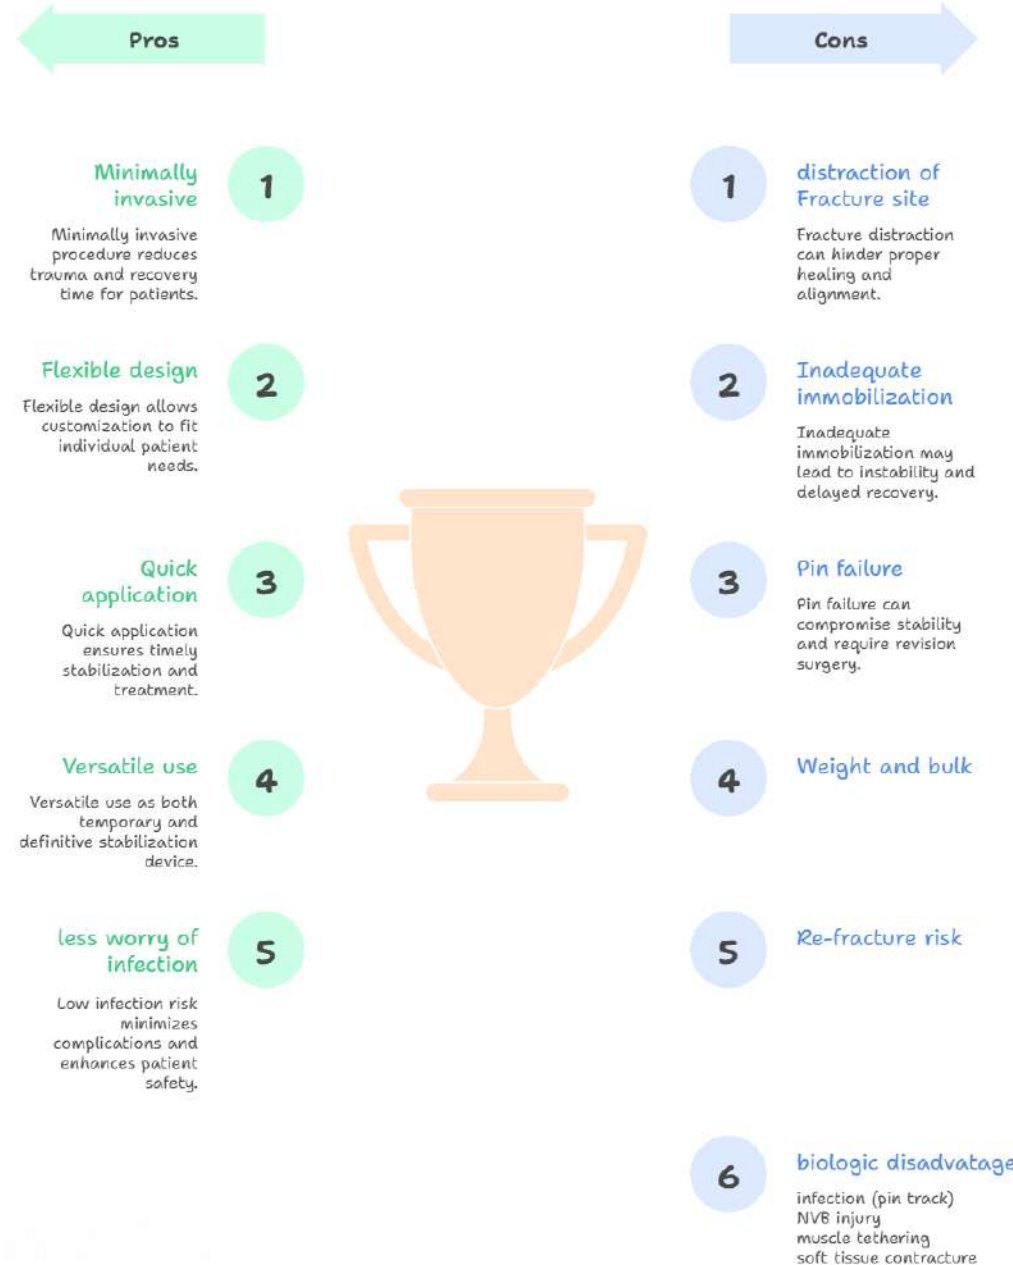 Pros
Minimally
invasive
1
Minimally invasive
procedure reduces
trauma and recovery
time for patients.
Flexible design
2
Flexible design allows
customization to fit
individual patient
needs.
Quick
application
3
Quick application
ensures timely
stabilization and
treatment.
Versatile use
4
Versatile use as both
temporary and
definitive stabilization
device.
less worry of
infection
5
Low infection risk
minimizes
complications and
enhances patient
safety.
Cons
1
distraction of
Fracture site
Fracture distraction
can hinder proper
healing and
alignment.
2
Inadequate
immobilization
Inadequate
immobilization may
lead to instability and
delayed recovery.
3
Pin failure
Pin failure can
compromise stability
and require revision
surgery.
4
Weight and bulk
5
Re-fracture risk
6
biologic disadvatage
infection (pin track)
NVB injury
muscle tethering
soft tissue contracture